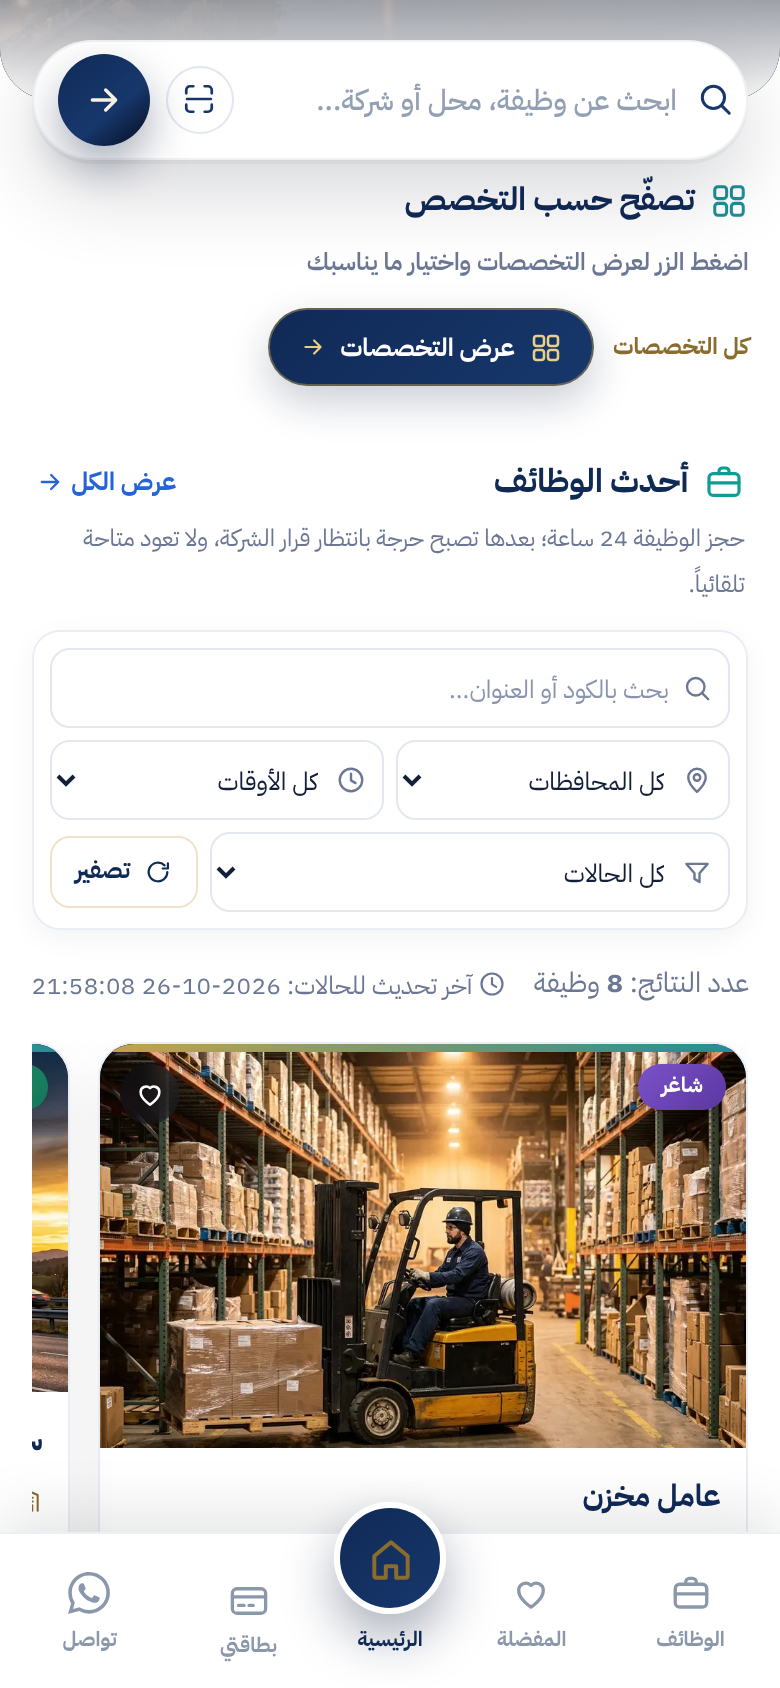 ابحث عن وظيفة، محل أو شركة...
تصفّح حسب التخصص
اضغط الزر لعرض التخصصات واختيار ما يناسبك
كل التخصصات
عرض التخصصات
أحدث الوظائف
عرض الكل
حجز الوظيفة 24 ساعة؛ بعدها تصبح حرجة بانتظار قرار الشركة، ولا تعود متاحة
تلقائياً.
بحث بالكود أو العنوان...
كل المحافظات
كل الأوقات
كل الحالات
تصفير
عدد النتائج: 8 وظيفة
آخر تحديث للحالات: 2026-10-26 21:58:08
شاغر
عامل مخزن
الوظائف
المفضلة
الرئيسية
بطاقتي
تواصل